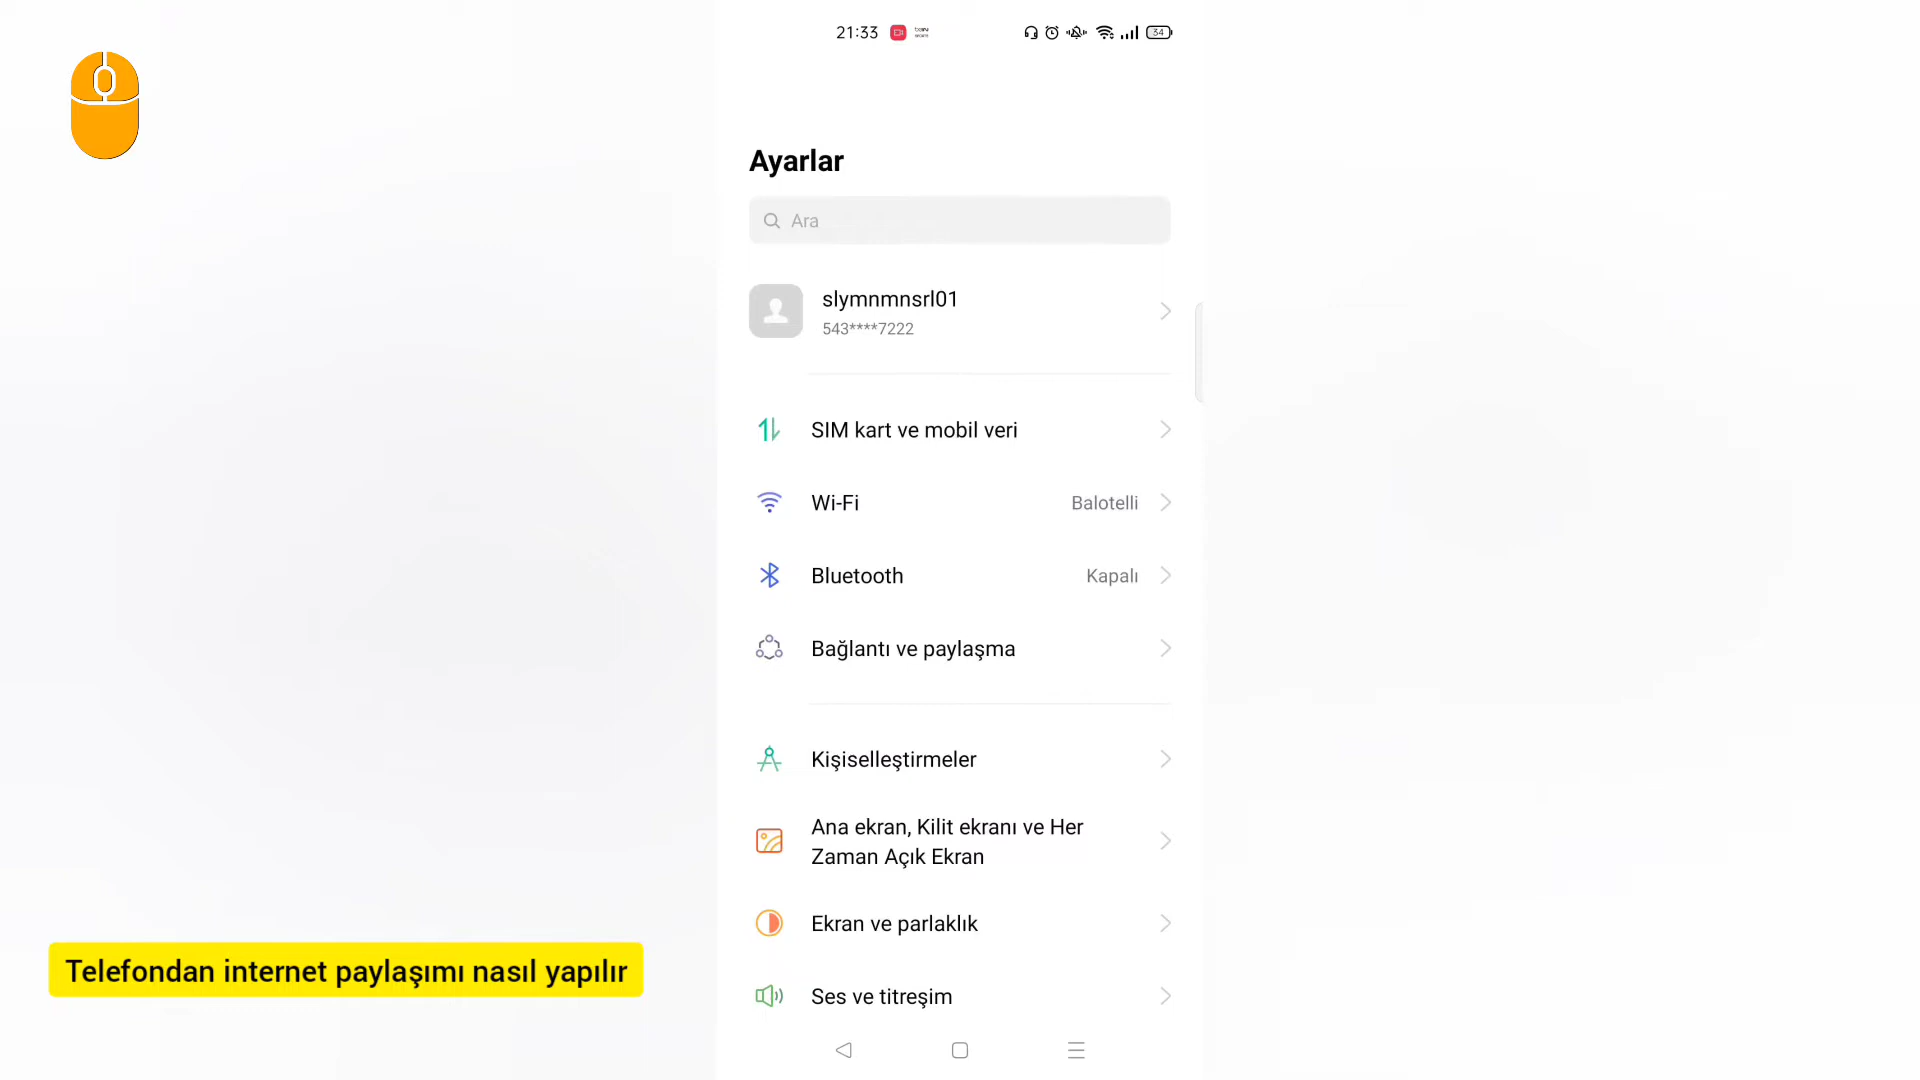 21:33
34
Ayarlar
Ara
slymnmnsrl01
543****7222
SIM kart ve mobil veri
Wi-Fi
Balotelli
Bluetooth
Kapalı
Bağlantı ve paylaşma
Kişiselleştirmeler
Ana ekran, Kilit ekranı ve Her
Zaman Açık Ekran
Ekran ve parlaklık
Telefondan internet paylaşımı nasıl yapılır
Ses ve titreşim